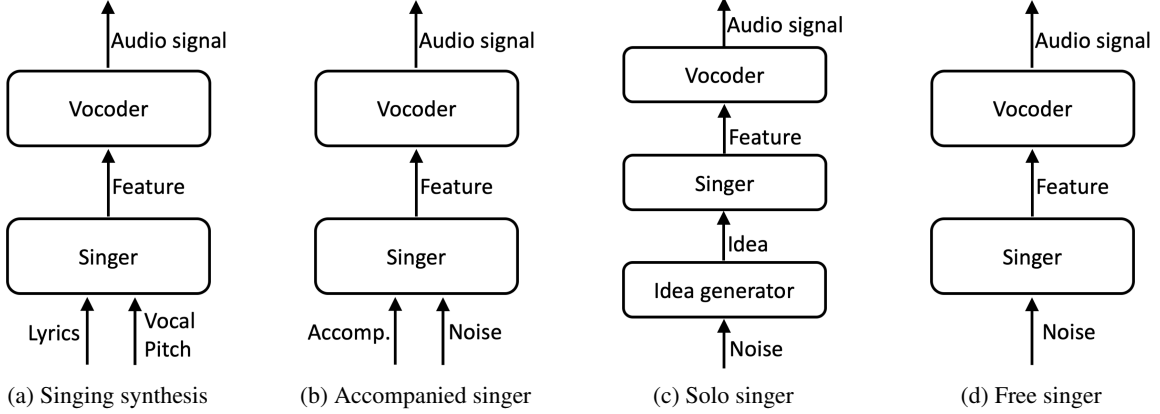 Audio signal
Vocoder
Feature
Singer
Lyrics
Vocal
Pitch
(a) Singing synthesis
Audio signal
Vocoder
Feature
Singer
Accomp.
Noise
(b) Accompanied singer
Audio signal
Vocoder
Feature
Singer
Idea
Idea generator
Noise
(c) Solo singer
Audio signal
Vocoder
Feature
Singer
Noise
(d) Free singer